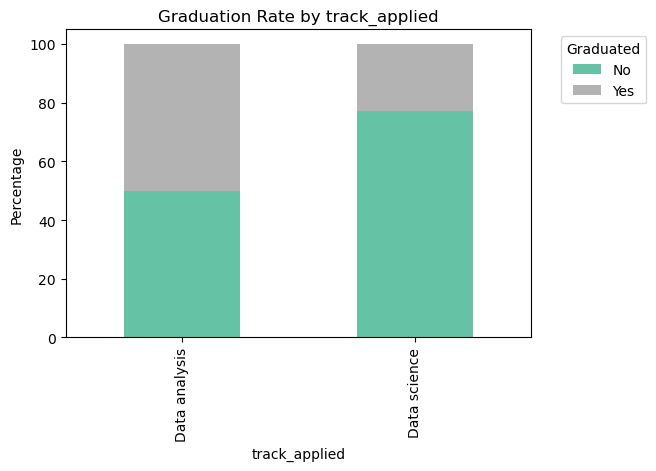 Graduation Rate by track_applied
Graduated
No
Yes
Percentage
100
80
60
40
20
0
Data analysis
Data science
track_applied